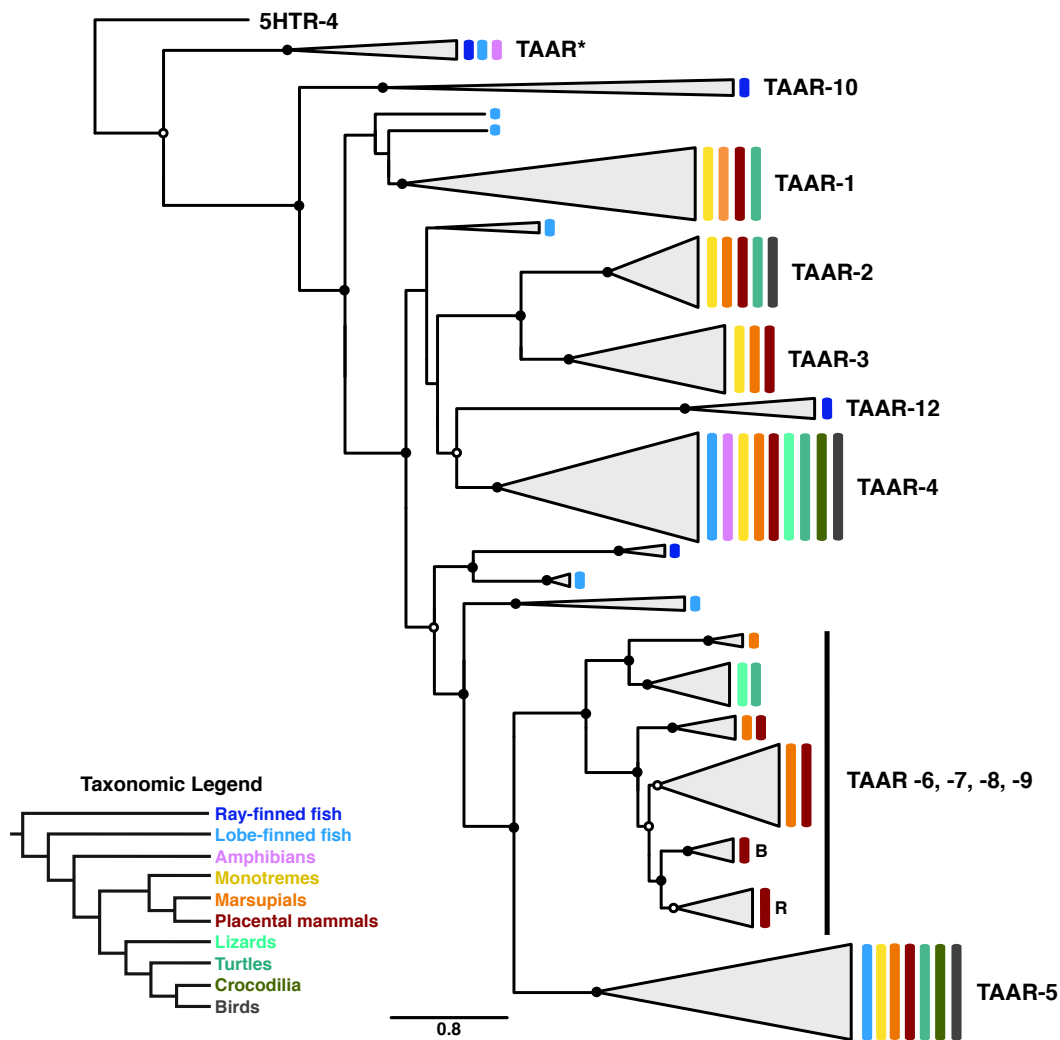 5HTR-4
TAAR*
TAAR-10
TAAR-1
TAAR-2
TAAR-3
TAAR-12
TAAR-4
TAAR -6, -7, -8, -9
B
R
TAAR-5
0.8
Taxonomic Legend
Ray-finned fish
Lobe-finned fish
Amphibians
Monotremes
Marsupials
Placental mammals
Lizards
Turtles
Crocodilia
Birds